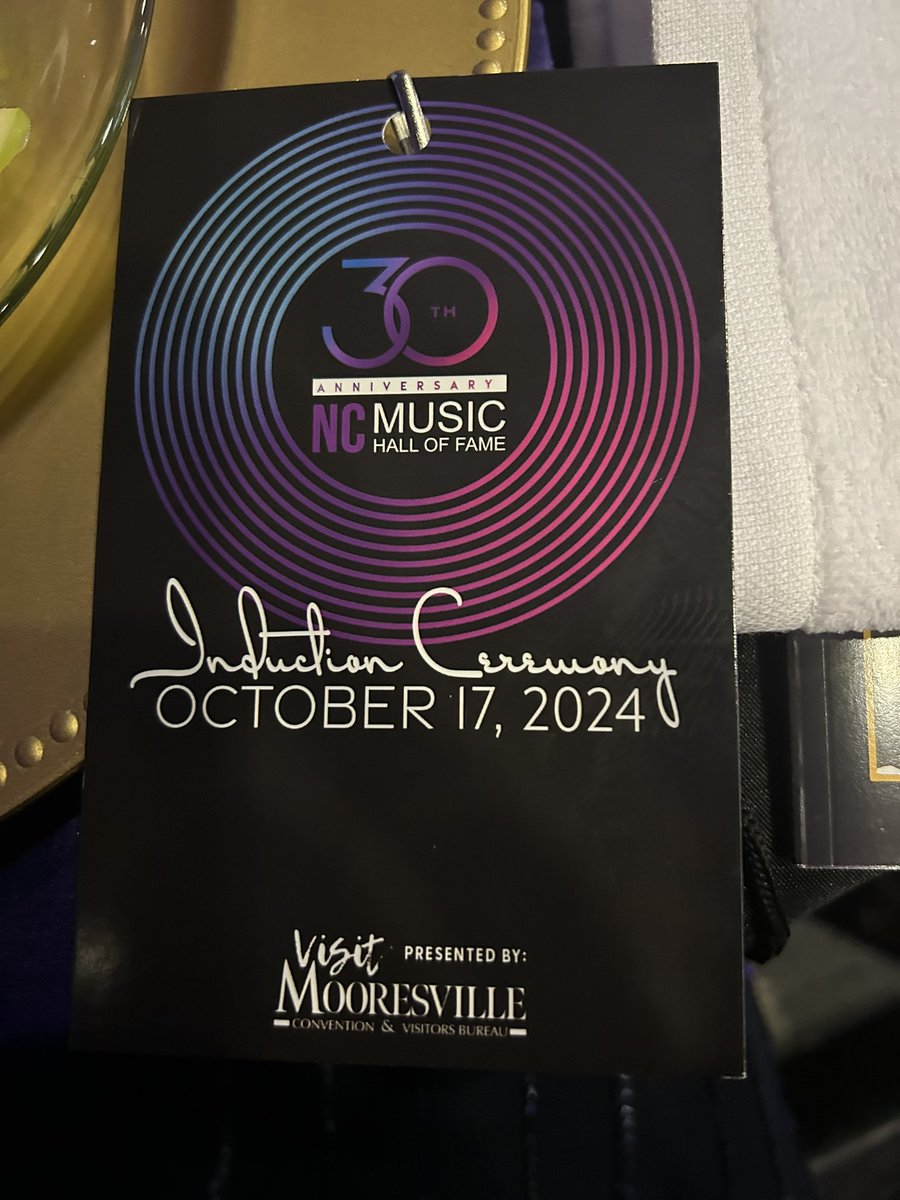 30TH
ANNIVERSARY
NC MUSIC
HALL OF FAME
Induction Ceremony
OCTOBER 17, 2024
Visit PRESENTED BY:
MOORESVILLE
CONVENTION & VISITORS BUREAU